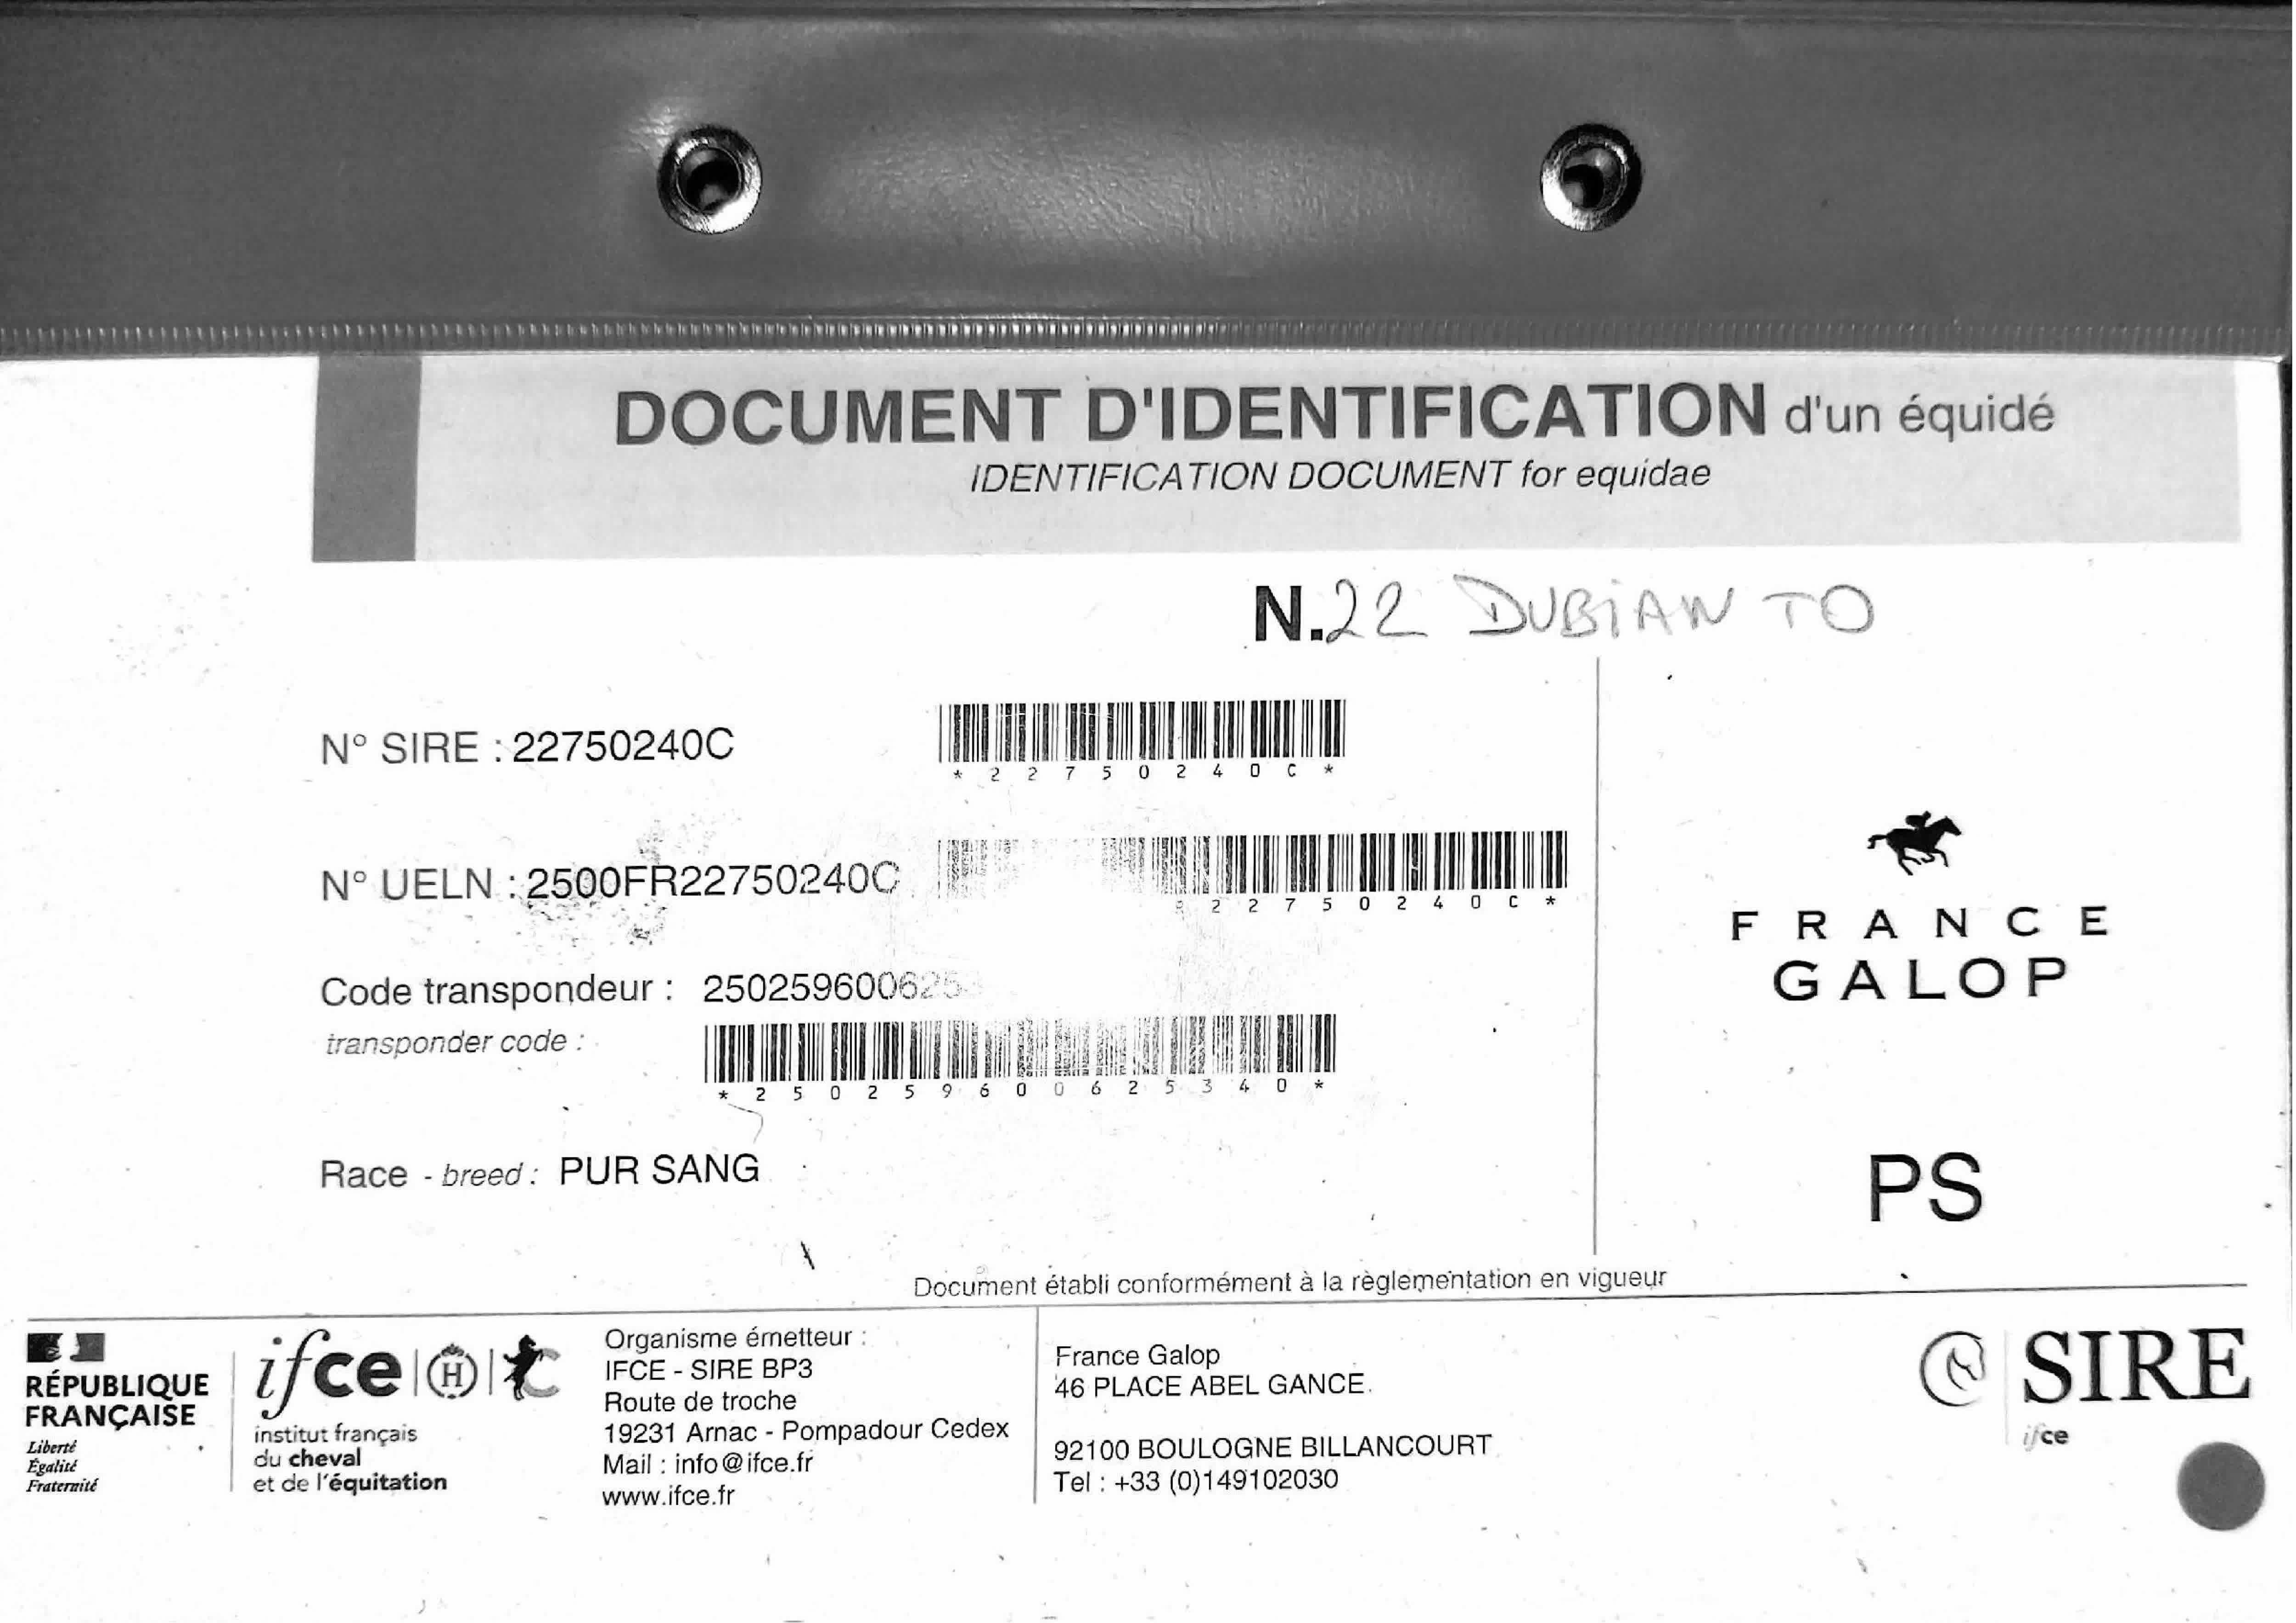 DOCUMENT D'IDENTIFICATION d'un équidé
IDENTIFICATION DOCUMENT for equidae
N.22 DUBIAN TO
N° SIRE : 22750240C
* 2 2 7 5 0 2 4 0 C *
N° UELN : 2500FR22750240C
2 2 7 5 0 2 4 0 C *
Code transpondeur : 250259600625
transponder code :
* 2 5 0 2 5 9 6 0 0 6 2 5 3 4 0 *
Race - breed : PUR SANG
FRANCE
GALOP
PS
Document établi conformément à la règlementation en vigueur
RÉPUBLIQUE
FRANÇAISE
Liberté
Égalité
Fraternité
ifce H
institut français
du cheval
et de l'équitation
Organisme émetteur :
IFCE - SIRE BP3
Route de troche
19231 Arnac - Pompadour Cedex
Mail : info@ifce.fr
www.ifce.fr
France Galop
46 PLACE ABEL GANCE
92100 BOULOGNE BILLANCOURT
Tel : +33 (0)149102030
SIRE
ifce